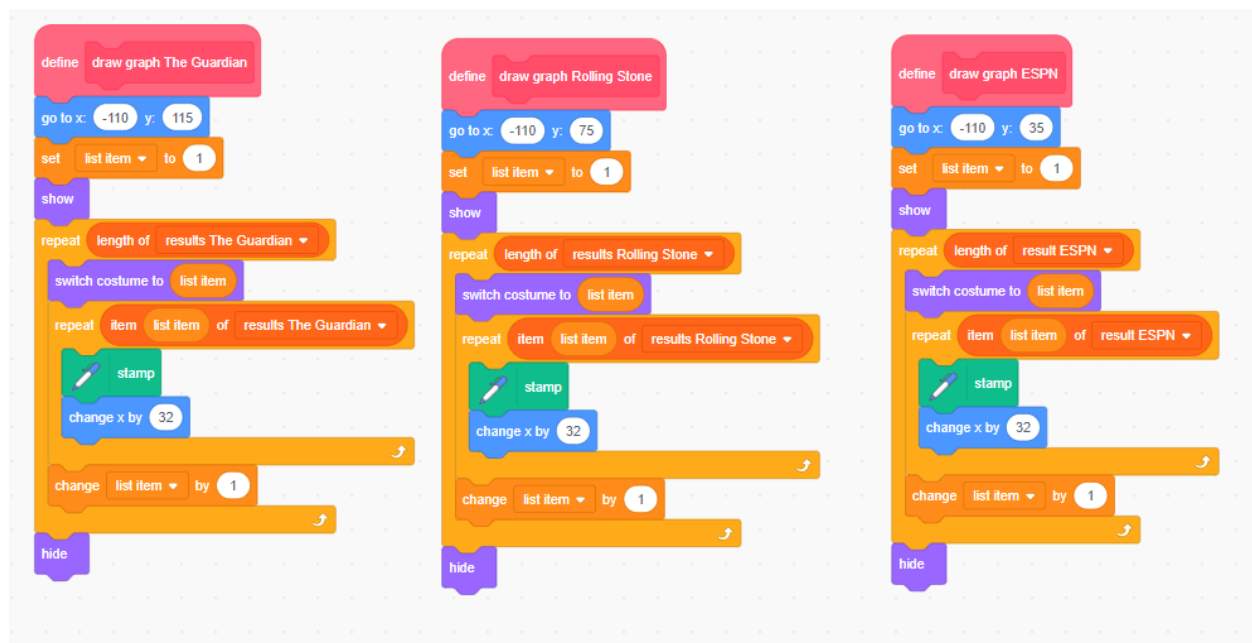 define draw graph The Guardian
go to x: -110 y: 115
set list item to 1
show
repeat length of results The Guardian
switch costume to list item
repeat item list item of results The Guardian
stamp
change x by 32
change list item by 1
hide
define draw graph Rolling Stone
go to x: -110 y: 75
set list item to 1
show
repeat length of results Rolling Stone
switch costume to list item
repeat item list item of results Rolling Stone
stamp
change x by 32
change list item by 1
hide
define draw graph ESPN
go to x: -110 y: 35
set list item to 1
show
repeat length of result ESPN
switch costume to list item
repeat item list item of result ESPN
stamp
change x by 32
change list item by 1
hide